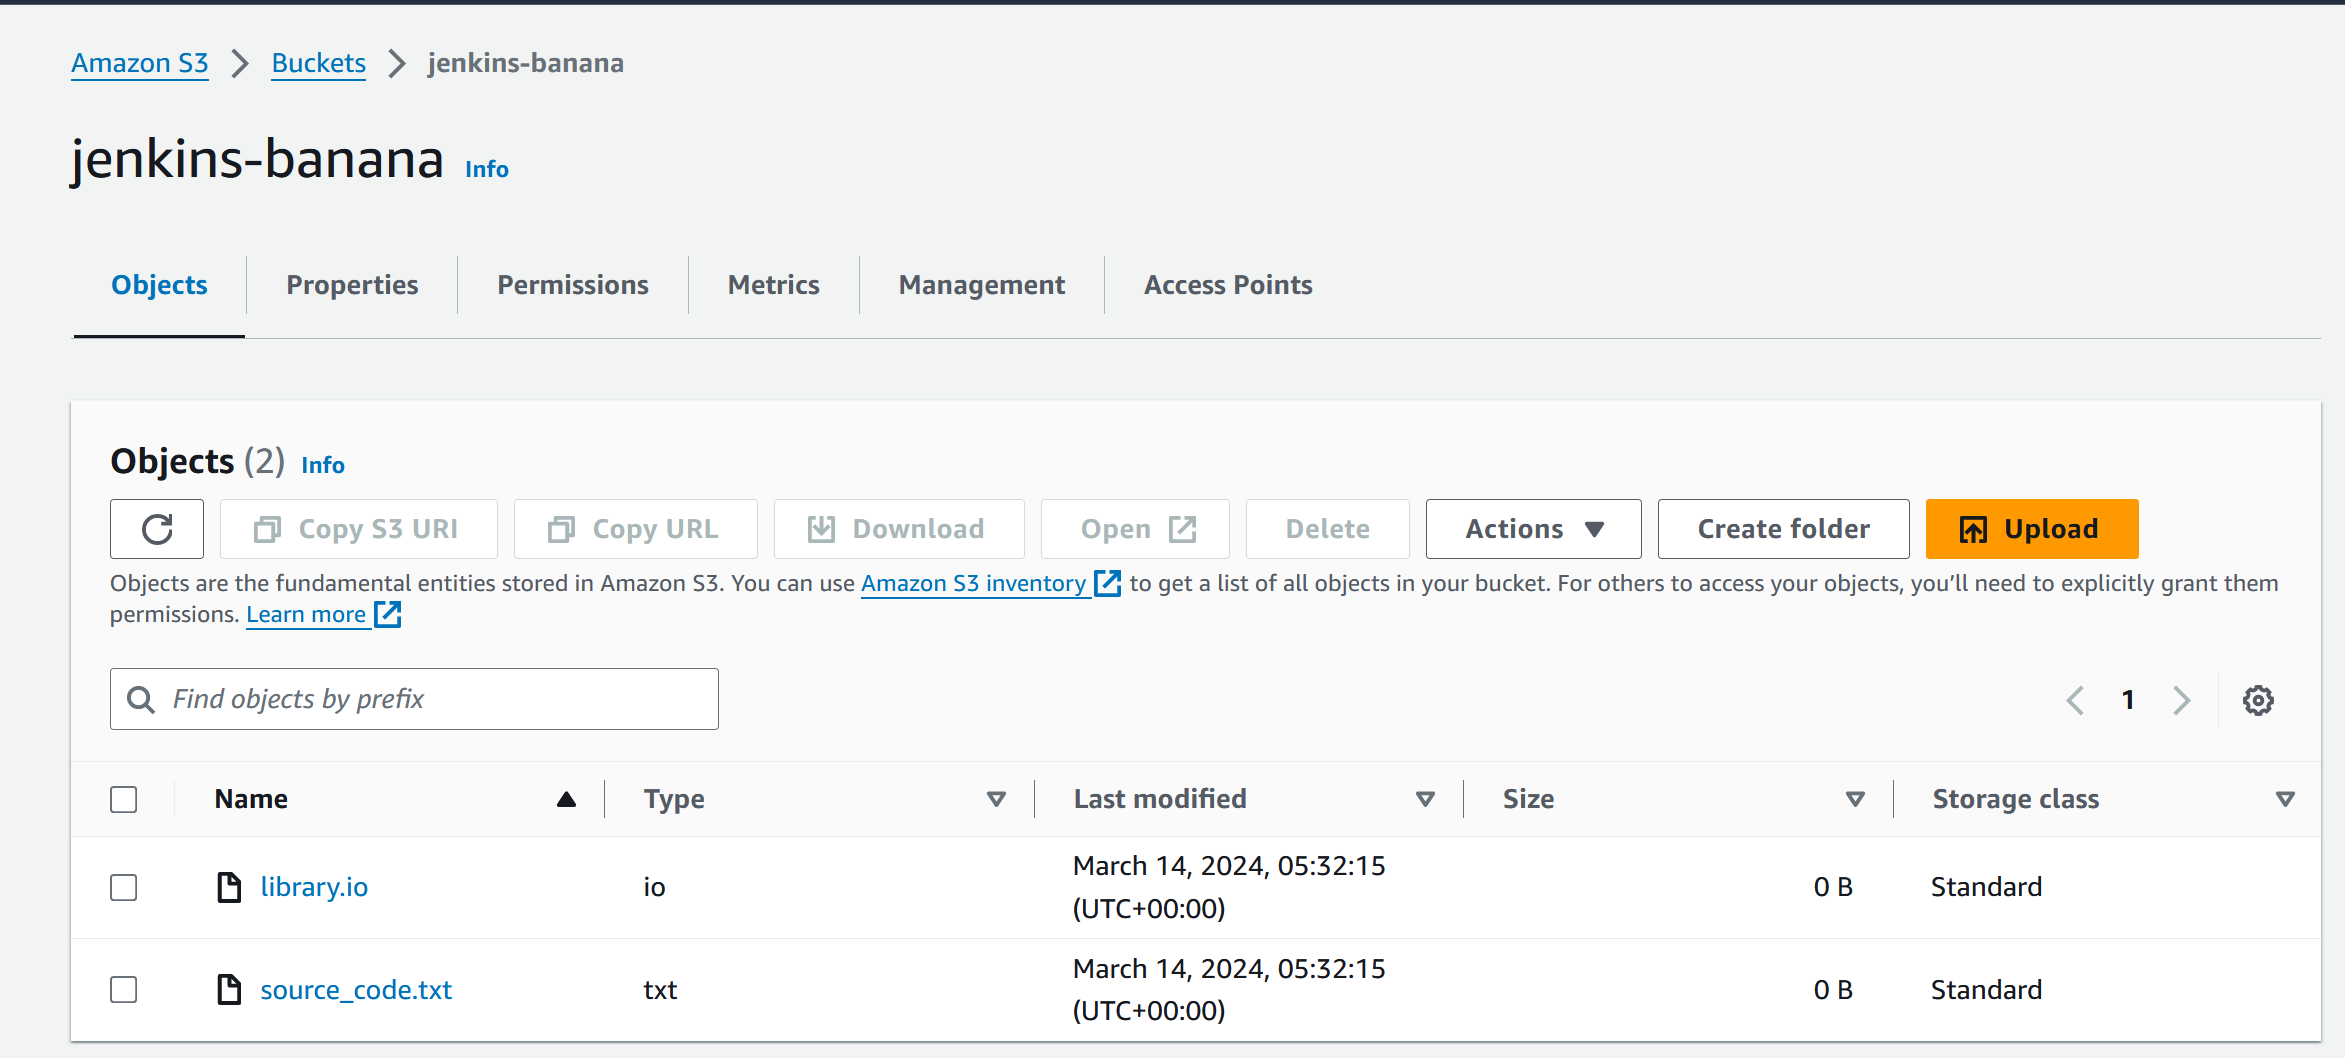 Amazon S3 > Buckets > jenkins-banana
jenkins-banana Info
Objects Properties Permissions Metrics Management Access Points
Objects (2) Info
Copy S3 URI Copy URL Download Open Delete Actions Create folder Upload
Objects are the fundamental entities stored in Amazon S3. You can use Amazon S3 inventory to get a list of all objects in your bucket. For others to access your objects, you’ll need to explicitly grant them
permissions. Learn more
Find objects by prefix
1
Name Type Last modified Size Storage class
library.io io March 14, 2024, 05:32:15 (UTC+00:00) 0 B Standard
source_code.txt txt March 14, 2024, 05:32:15 (UTC+00:00) 0 B Standard